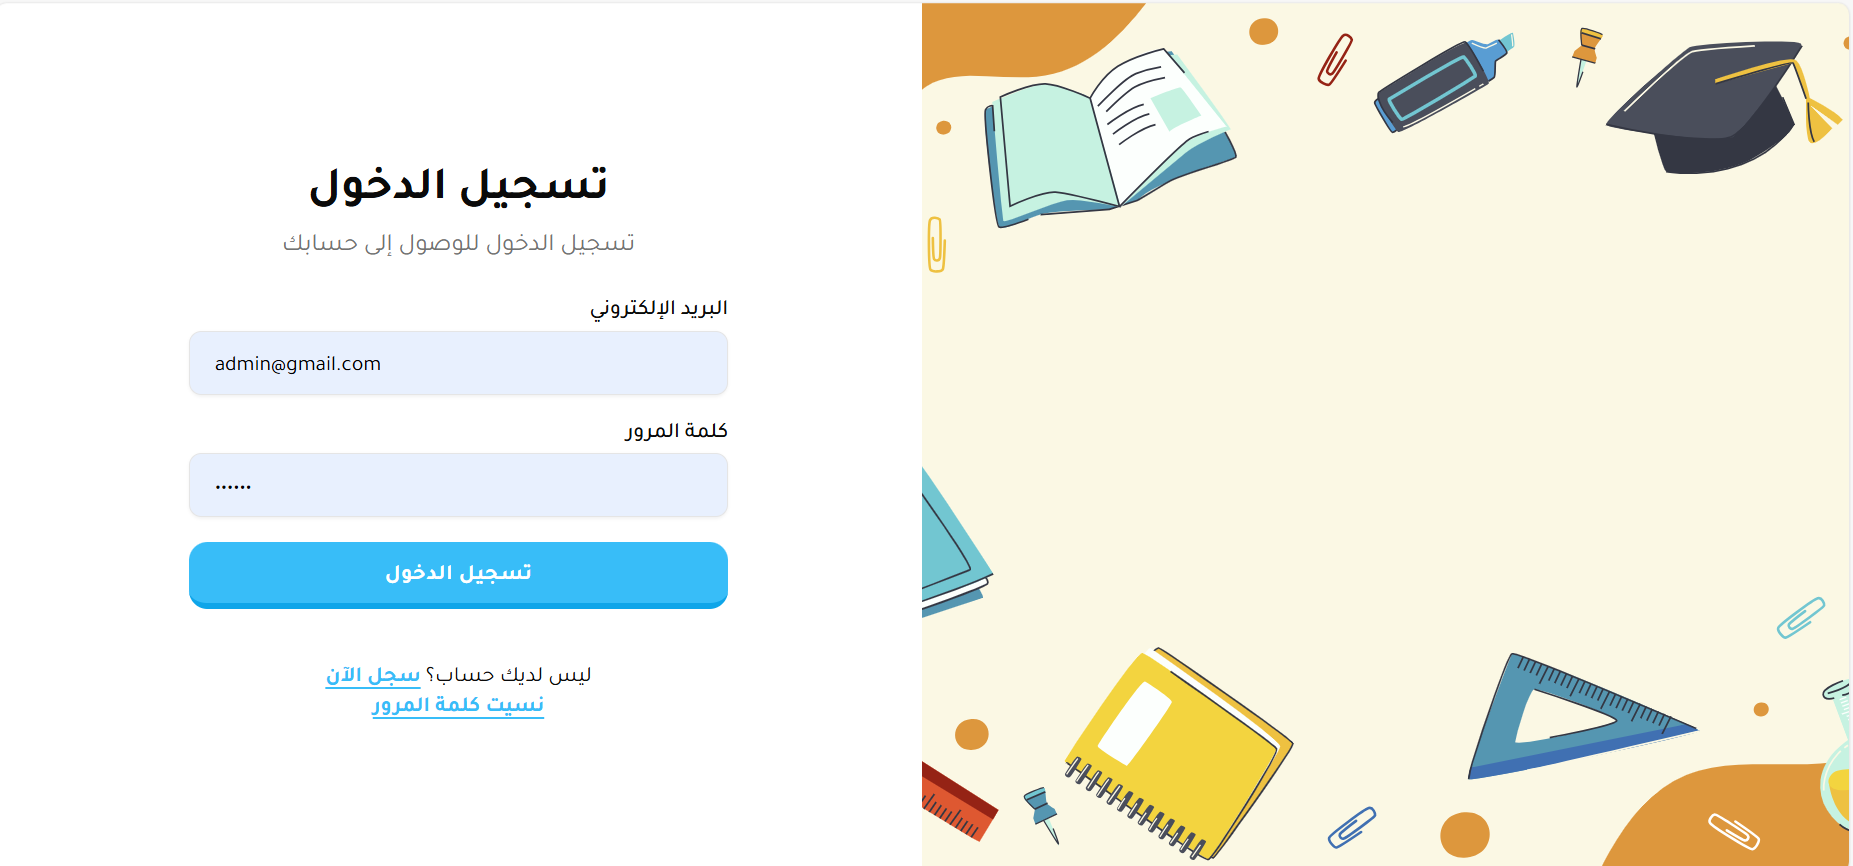 تسجيل الدخول
تسجيل الدخول للوصول إلى حسابك
البريد الإلكتروني
admin@gmail.com
كلمة المرور
••••••
تسجيل الدخول
ليس لديك حساب؟ سجل الآن
نسيت كلمة المرور